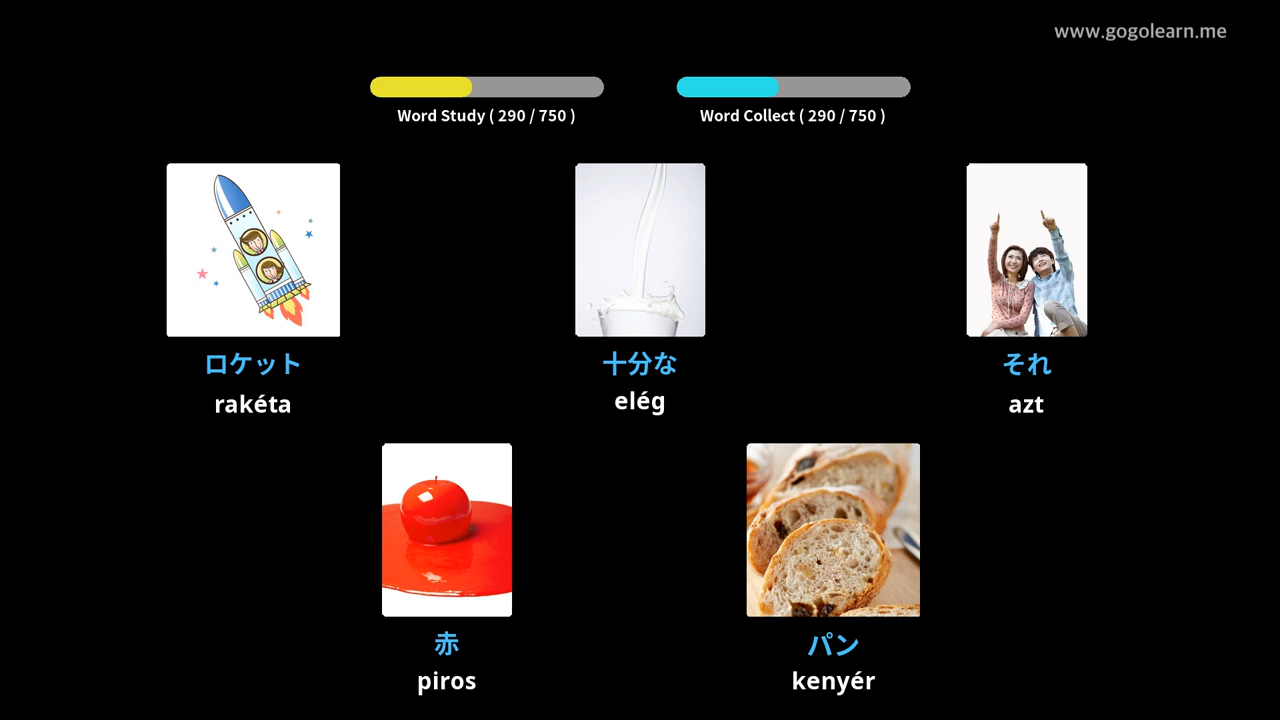 www.gogolearn.me
Word Study ( 290 / 750 )
Word Collect ( 290 / 750 )
ロケット
rakéta
十分な
elég
それ
azt
赤
piros
パン
kenyér